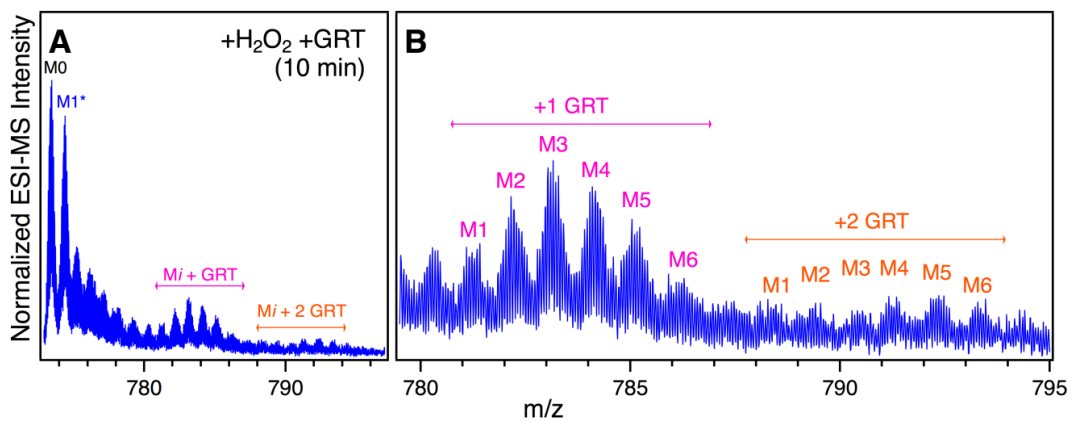 A
+H₂O₂ +GRT
(10 min)
M0
M1*
Mi + GRT
Mi + 2 GRT
Normalized ESI-MS Intensity
780
790
B
+1 GRT
M1
M2
M3
M4
M5
M6
+2 GRT
M1
M2
M3
M4
M5
M6
780
785
790
795
m/z